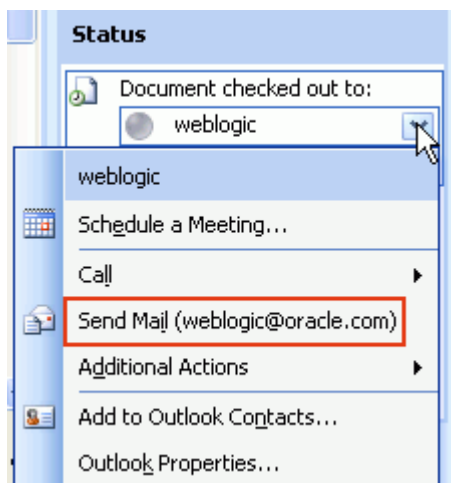 Status
Document checked out to:
weblogic
weblogic
Schedule a Meeting...
Call
Send Mail (weblogic@oracle.com)
Additional Actions
Add to Outlook Contacts...
Outlook Properties...